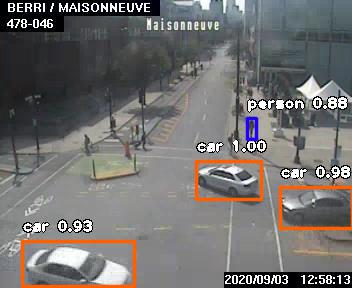 BERRI / MAISONNEUVE
478-046
Maisonneuve
person 0.88
car 1.00
car 0.98
car 0.93
2020/09/03 12:58:13